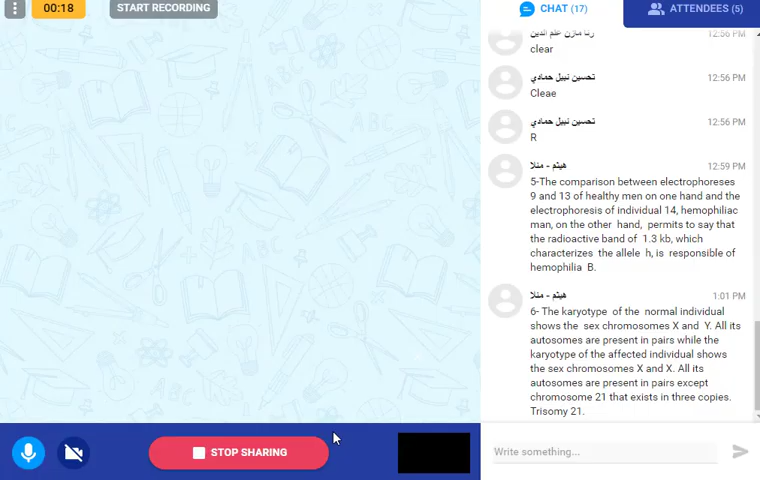 00:18
START RECORDING
CHAT (17)
ATTENDEES (5)
رنا مازن علم الدين
12:56 PM
clear
تحسين نبيل حمادي
12:56 PM
Cleae
تحسين نبيل حمادي
12:56 PM
R
هيثم - منلا
12:59 PM
5-The comparison between electrophoreses
9 and 13 of healthy men on one hand and the
electrophoresis of individual 14, hemophiliac
man, on the other hand, permits to say that
the radioactive band of 1.3 kb, which
characterizes the allele h, is responsible of
hemophilia B.
هيثم - منلا
1:01 PM
6- The karyotype of the normal individual
shows the sex chromosomes X and Y. All its
autosomes are present in pairs while the
karyotype of the affected individual shows
the sex chromosomes X and X. All its
autosomes are present in pairs except
chromosome 21 that exists in three copies.
Trisomy 21.
STOP SHARING
Write something...